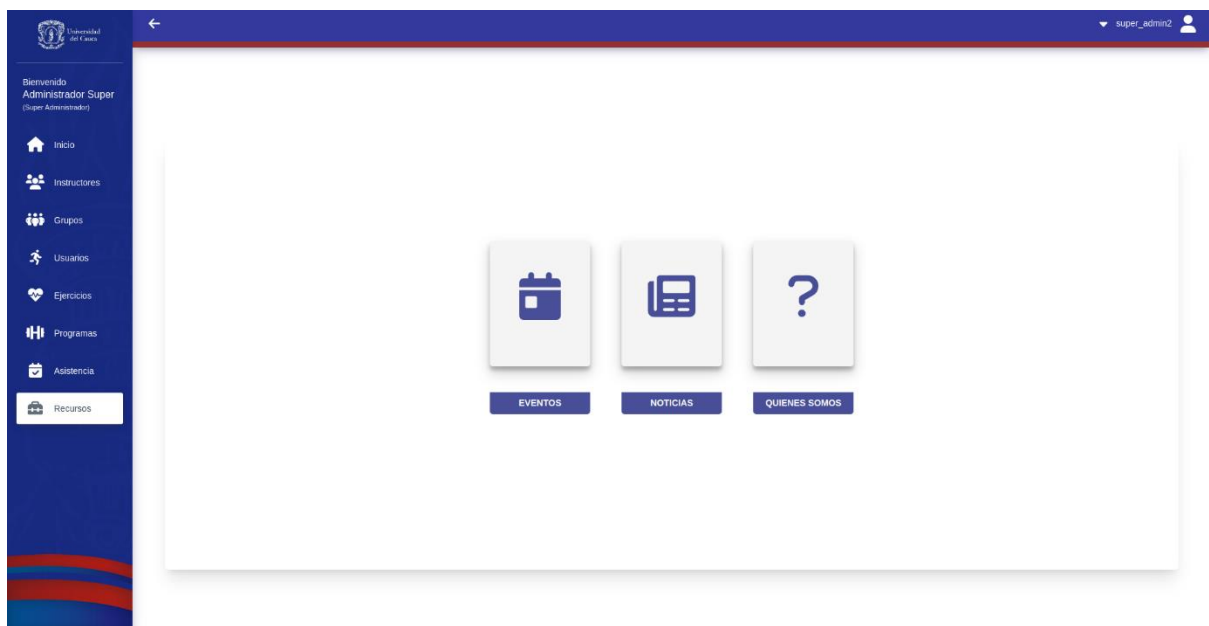 Universidad
del Cauca
super_admin2
Bienvenido
Administrador Super
(Super Administrador)
Inicio
Instructores
Grupos
Usuarios
Ejercicios
Programas
Asistencia
Recursos
EVENTOS
NOTICIAS
QUIENES SOMOS